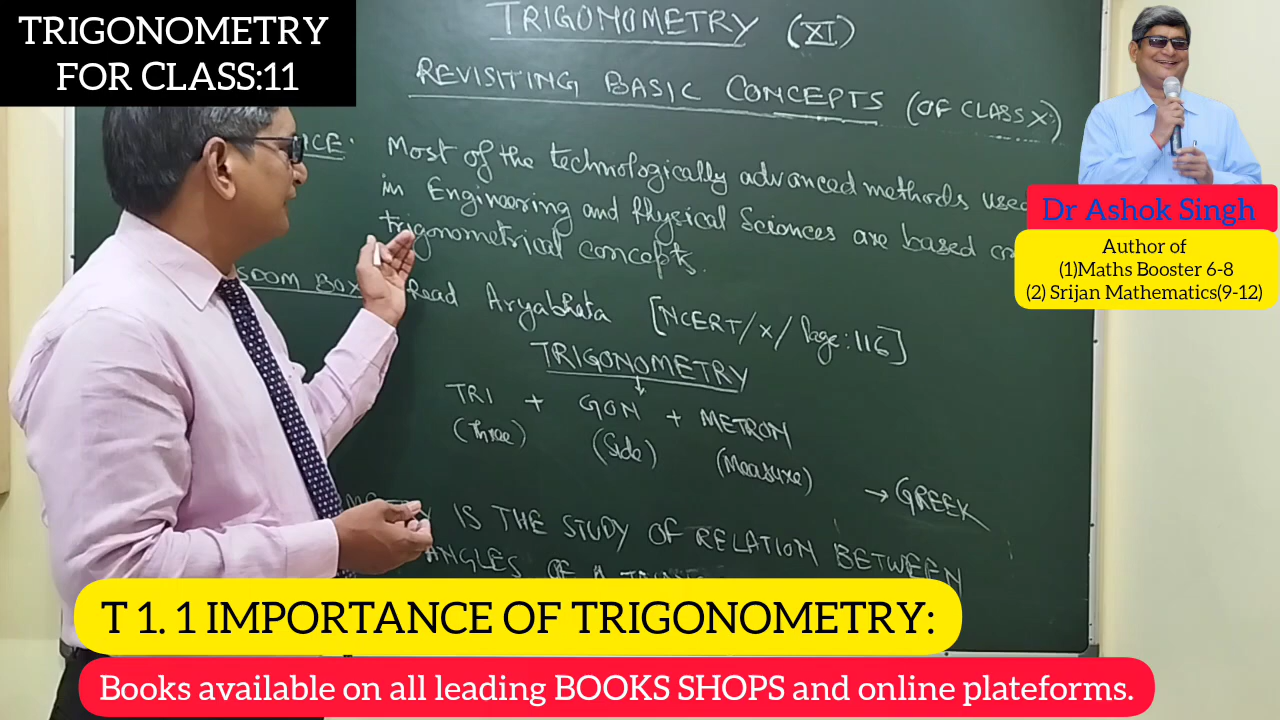 TRIGONOMETRY
FOR CLASS:11
TRIGONOMETRY (XI)
REVISITING BASIC CONCEPTS (OF CLASS X)
Most of the technologically advanced methods used
in Engineering and Physical Sciences are based on
trigonometrical concepts.
BOX Read Aryabhata [NCERT/X/Page:116]
TRIGONOMETRY
TRI + GON + METRON
(Three) (Side) (Measure)
→ GREEK
IS THE STUDY OF RELATION BETWEEN
ANGLES OF A
Dr Ashok Singh
Author of
(1)Maths Booster 6-8
(2) Srijan Mathematics(9-12)
T 1. 1 IMPORTANCE OF TRIGONOMETRY:
Books available on all leading BOOKS SHOPS and online plateforms.